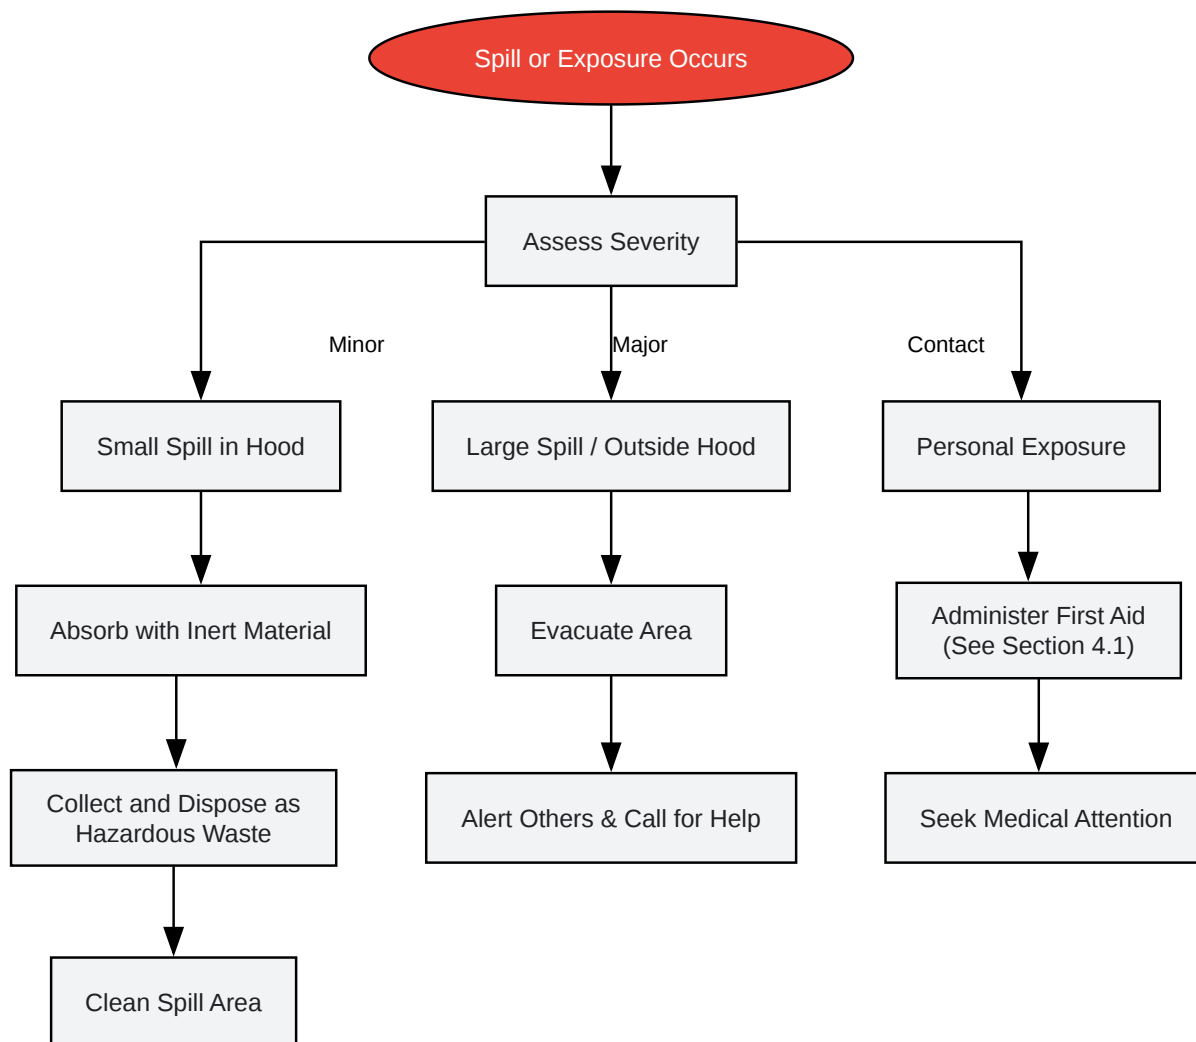 Spill or Exposure Occurs
Assess Severity
Minor
Major
Contact
Small Spill in Hood
Large Spill / Outside Hood
Personal Exposure
Absorb with Inert Material
Evacuate Area
Administer First Aid
(See Section 4.1)
Collect and Dispose as
Hazardous Waste
Alert Others & Call for Help
Seek Medical Attention
Clean Spill Area